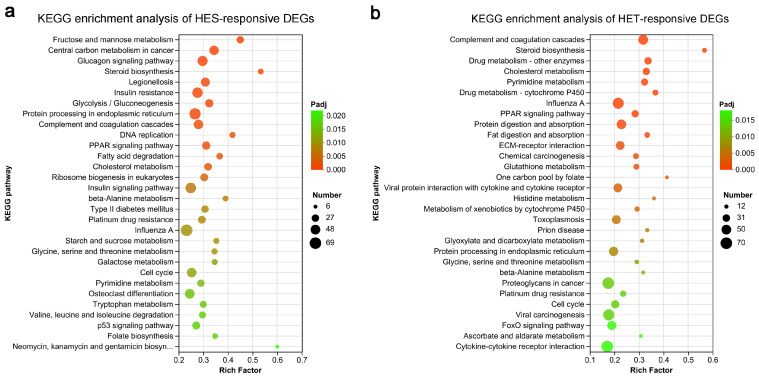 a
KEGG enrichment analysis of HES-responsive DEGs
KEGG pathway
Fructose and mannose metabolism
Central carbon metabolism in cancer
Glucagon signaling pathway
Steroid biosynthesis
Legionellosis
Insulin resistance
Glycolysis / Gluconeogenesis
Protein processing in endoplasmic reticulum
Complement and coagulation cascades
DNA replication
PPAR signaling pathway
Fatty acid degradation
Cholesterol metabolism
Ribosome biogenesis in eukaryotes
Insulin signaling pathway
beta-Alanine metabolism
Type II diabetes mellitus
Platinum drug resistance
Influenza A
Starch and sucrose metabolism
Glycine, serine and threonine metabolism
Galactose metabolism
Cell cycle
Pyrimidine metabolism
Osteoclast differentiation
Tryptophan metabolism
Valine, leucine and isoleucine degradation
p53 signaling pathway
Folate biosynthesis
Neomycin, kanamycin and gentamicin biosyn...
0.2 0.3 0.4 0.5 0.6 0.7
Rich Factor
Padj
0.020
0.015
0.010
0.005
0.000
Number
6
27
48
69
b
KEGG enrichment analysis of HET-responsive DEGs
KEGG pathway
Complement and coagulation cascades
Steroid biosynthesis
Drug metabolism - other enzymes
Cholesterol metabolism
Pyrimidine metabolism
Drug metabolism - cytochrome P450
Influenza A
PPAR signaling pathway
Protein digestion and absorption
Fat digestion and absorption
ECM-receptor interaction
Chemical carcinogenesis
Glutathione metabolism
One carbon pool by folate
Viral protein interaction with cytokine and cytokine receptor
Histidine metabolism
Metabolism of xenobiotics by cytochrome P450
Toxoplasmosis
Prion disease
Glyoxylate and dicarboxylate metabolism
Protein processing in endoplasmic reticulum
Glycine, serine and threonine metabolism
beta-Alanine metabolism
Proteoglycans in cancer
Platinum drug resistance
Cell cycle
Viral carcinogenesis
FoxO signaling pathway
Ascorbate and aldarate metabolism
Cytokine-cytokine receptor interaction
0.1 0.2 0.3 0.4 0.5 0.6
Rich Factor
Padj
0.015
0.010
0.005
0.000
Number
12
31
50
70